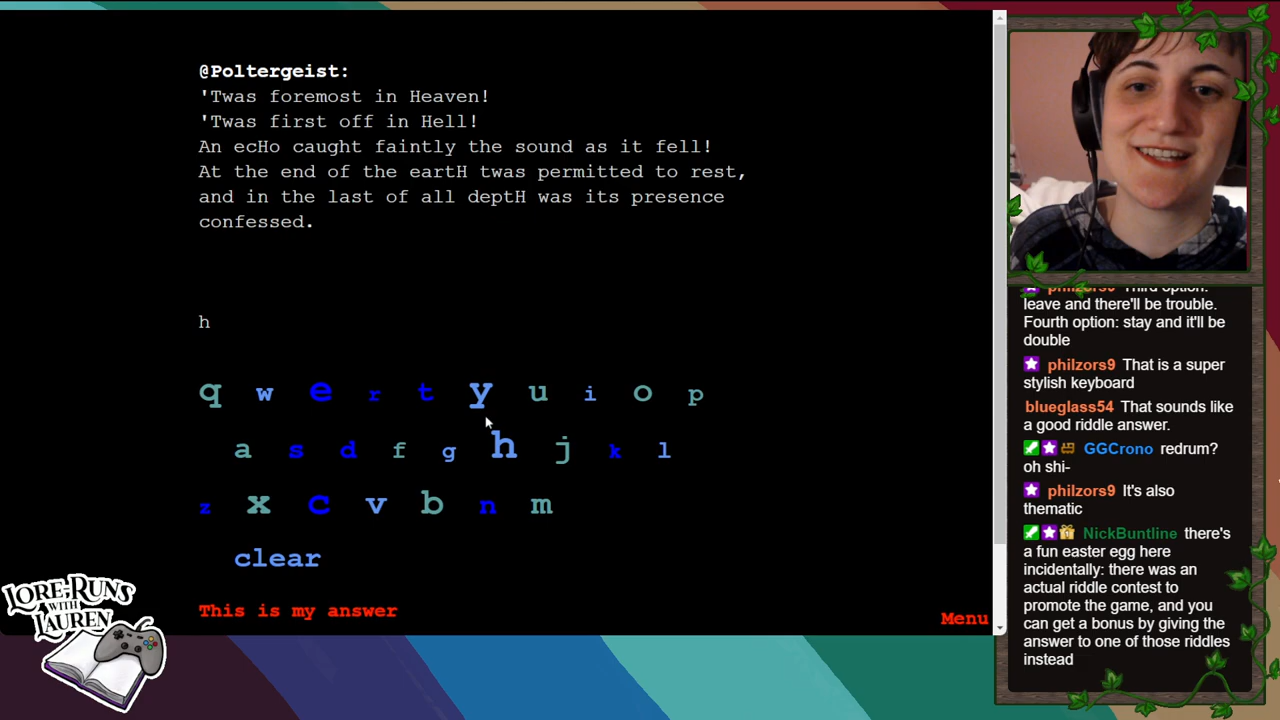 @Poltergeist:
'Twas foremost in Heaven!
'Twas first off in Hell!
An ecHo caught faintly the sound as it fell!
At the end of the eartH twas permitted to rest,
and in the last of all deptH was its presence
confessed.
h
q w e r t y u i o p
a s d f g h j k l
z x c v b n m
clear
This is my answer
Menu
LORE-RUNS
WITH
LAUREN
philzors9 Third option:
leave and there'll be trouble.
Fourth option: stay and it'll be
double
philzors9 That is a super
stylish keyboard
blueglass54 That sounds like
a good riddle answer.
GGCrono redrum?
oh shi-
philzors9 It's also
thematic
NickBuntline there's
a fun easter egg here
incidentally: there was an
actual riddle contest to
promote the game, and you
can get a bonus by giving the
answer to one of those riddles
instead